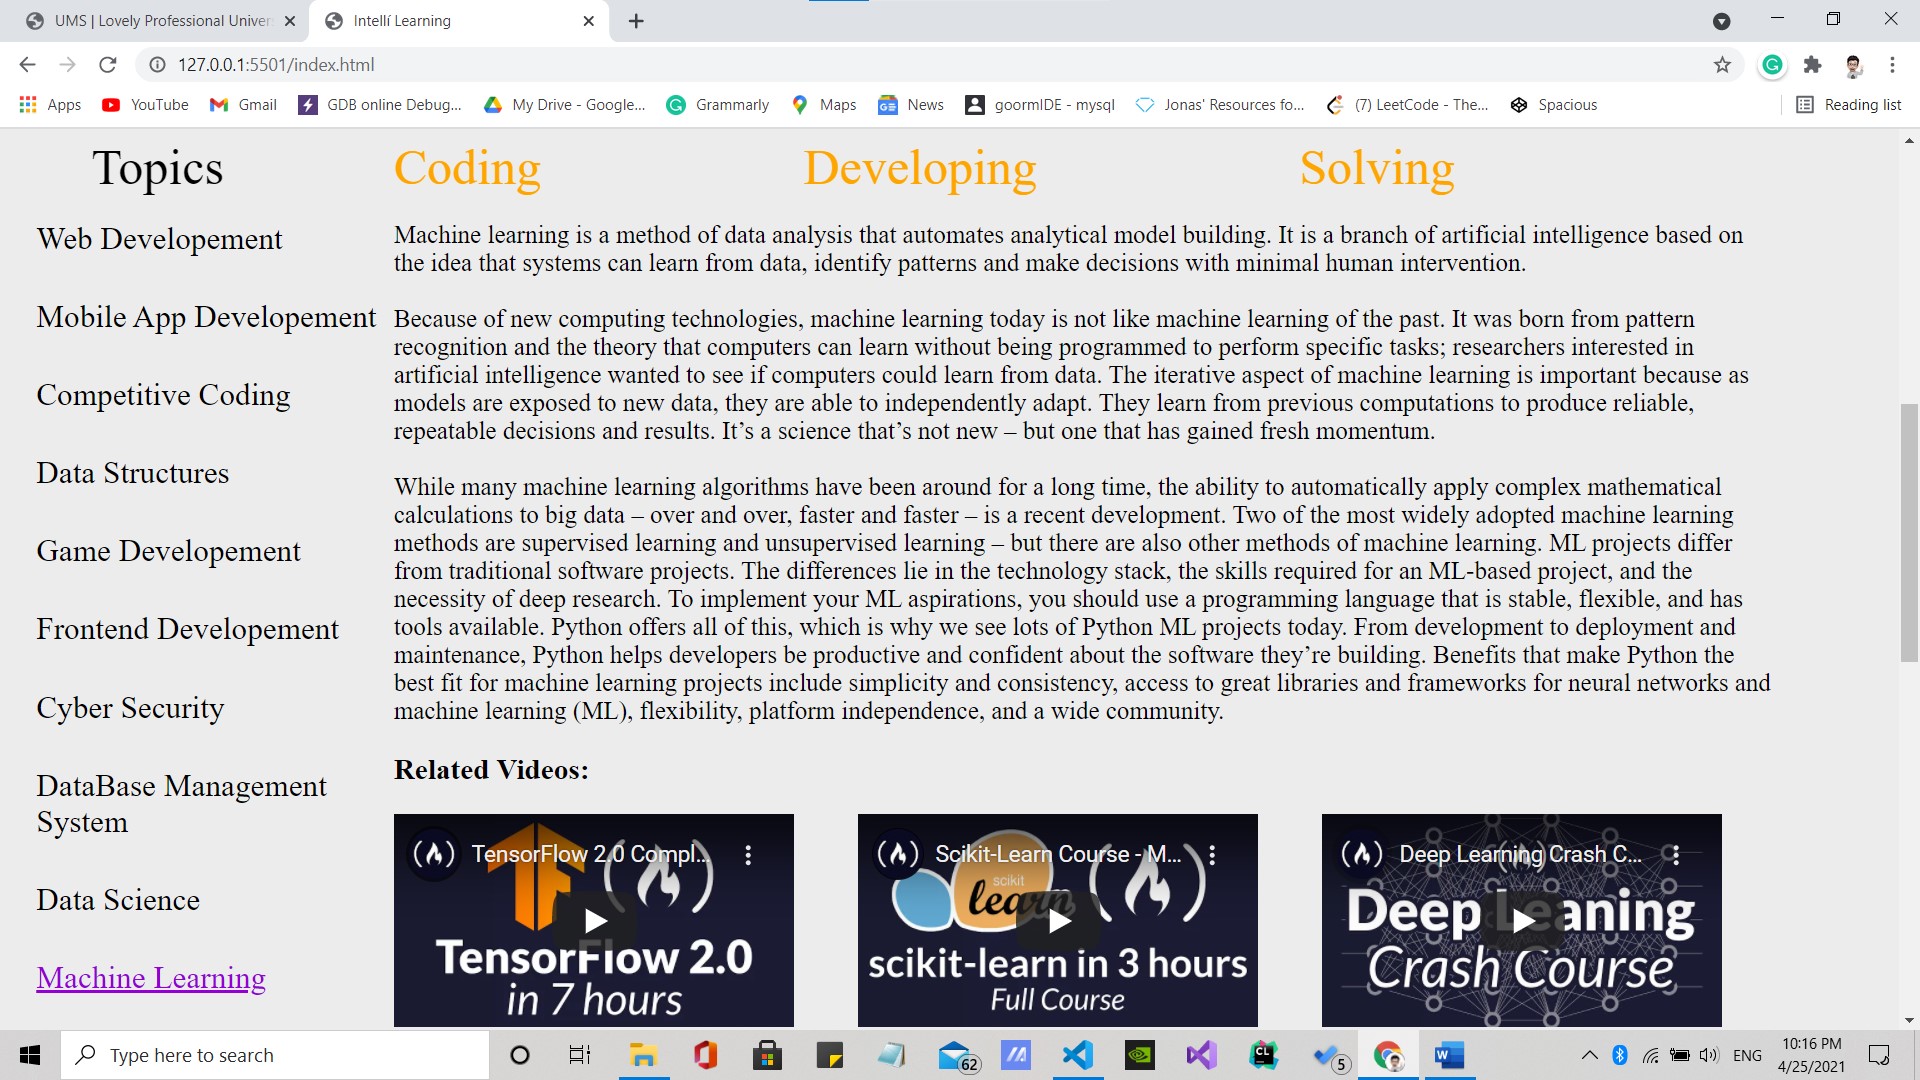 UMS | Lovely Professional Univer
Intellí Learning
127.0.0.1:5501/index.html
Apps
YouTube
Gmail
GDB online Debug...
My Drive - Google...
Grammarly
Maps
News
goormIDE - mysql
Jonas' Resources fo...
(7) LeetCode - The...
Spacious
Reading list
Topics
Coding
Developing
Solving
Web Developement
Mobile App Developement
Competitive Coding
Data Structures
Game Developement
Frontend Developement
Cyber Security
DataBase Management
System
Data Science
Machine Learning
Machine learning is a method of data analysis that automates analytical model building. It is a branch of artificial intelligence based on
the idea that systems can learn from data, identify patterns and make decisions with minimal human intervention.
Because of new computing technologies, machine learning today is not like machine learning of the past. It was born from pattern
recognition and the theory that computers can learn without being programmed to perform specific tasks; researchers interested in
artificial intelligence wanted to see if computers could learn from data. The iterative aspect of machine learning is important because as
models are exposed to new data, they are able to independently adapt. They learn from previous computations to produce reliable,
repeatable decisions and results. It’s a science that’s not new – but one that has gained fresh momentum.
While many machine learning algorithms have been around for a long time, the ability to automatically apply complex mathematical
calculations to big data – over and over, faster and faster – is a recent development. Two of the most widely adopted machine learning
methods are supervised learning and unsupervised learning – but there are also other methods of machine learning. ML projects differ
from traditional software projects. The differences lie in the technology stack, the skills required for an ML-based project, and the
necessity of deep research. To implement your ML aspirations, you should use a programming language that is stable, flexible, and has
tools available. Python offers all of this, which is why we see lots of Python ML projects today. From development to deployment and
maintenance, Python helps developers be productive and confident about the software they’re building. Benefits that make Python the
best fit for machine learning projects include simplicity and consistency, access to great libraries and frameworks for neural networks and
machine learning (ML), flexibility, platform independence, and a wide community.
Related Videos:
TensorFlow 2.0 Compl...
TensorFlow 2.0
in 7 hours
Scikit-Learn Course - M...
scikit
learn
scikit-learn in 3 hours
Full Course
Deep Learning Crash C...
Deep Leaning
Crash Course
Type here to search
62
CL
5
W
ENG
10:16 PM
4/25/2021